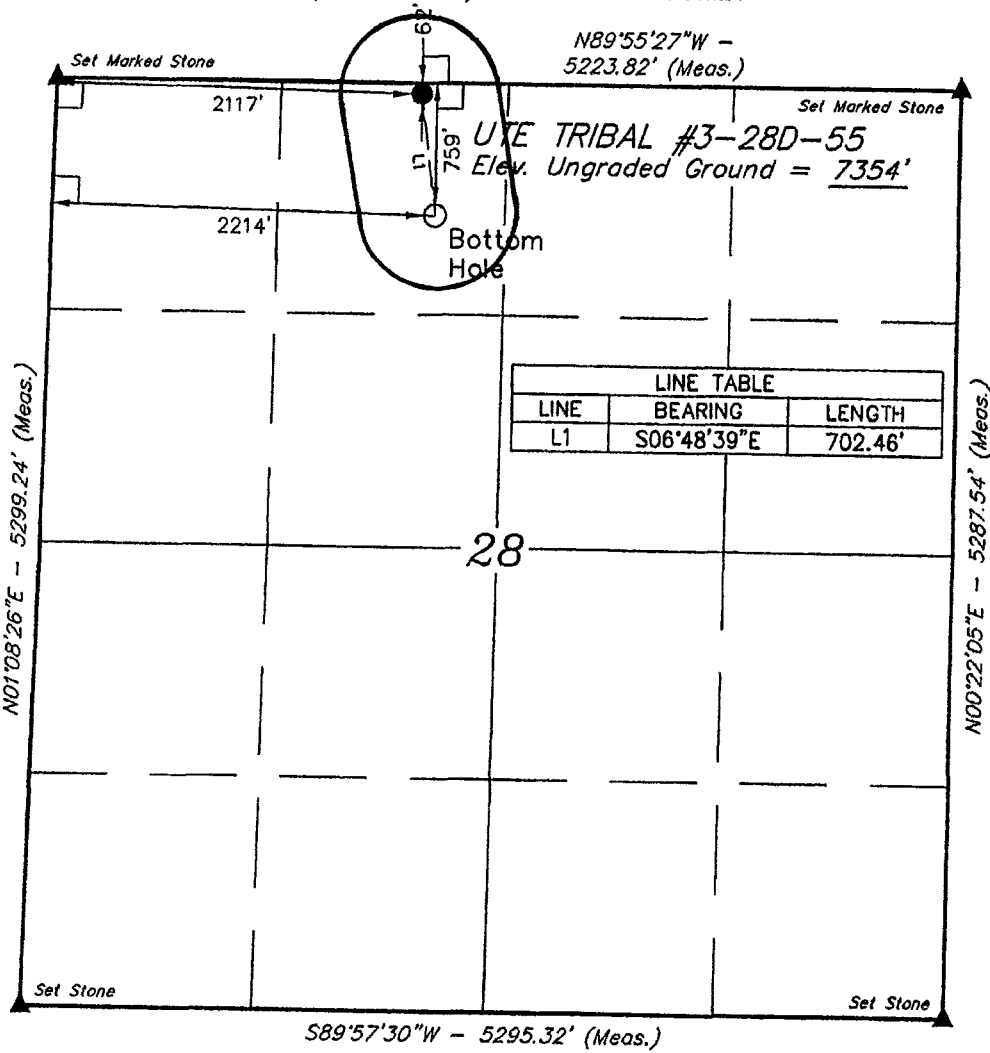 62'
N89°55'27"W -
5223.82' (Meas.)
Set Marked Stone
Set Marked Stone
2117'
UTE TRIBAL #3-28D-55
Elev. Ungraded Ground = 7354'
L1
759'
2214'
Bottom
Hole
LINE TABLE
LINE BEARING LENGTH
L1 S06°48'39"E 702.46'
N01°08'26"E - 5299.24' (Meas.)
N00°22'05"E - 5287.54' (Meas.)
28
Set Stone
Set Stone
S89°57'30"W - 5295.32' (Meas.)